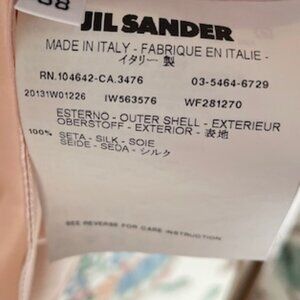 38
JIL SANDER
MADE IN ITALY - FABRIQUE EN ITALIE -
イタリー 製
RN.104642-CA.3476 03-5464-6729
20131W01226 IW563576 WF281270
ESTERNO - OUTER SHELL - EXTERIEUR
OBERSTOFF - EXTERIOR - 表地
100% SETA - SILK - SOIE
SEIDE - SEDA - シルク
SEE REVERSE FOR CARE INSTRUCTION